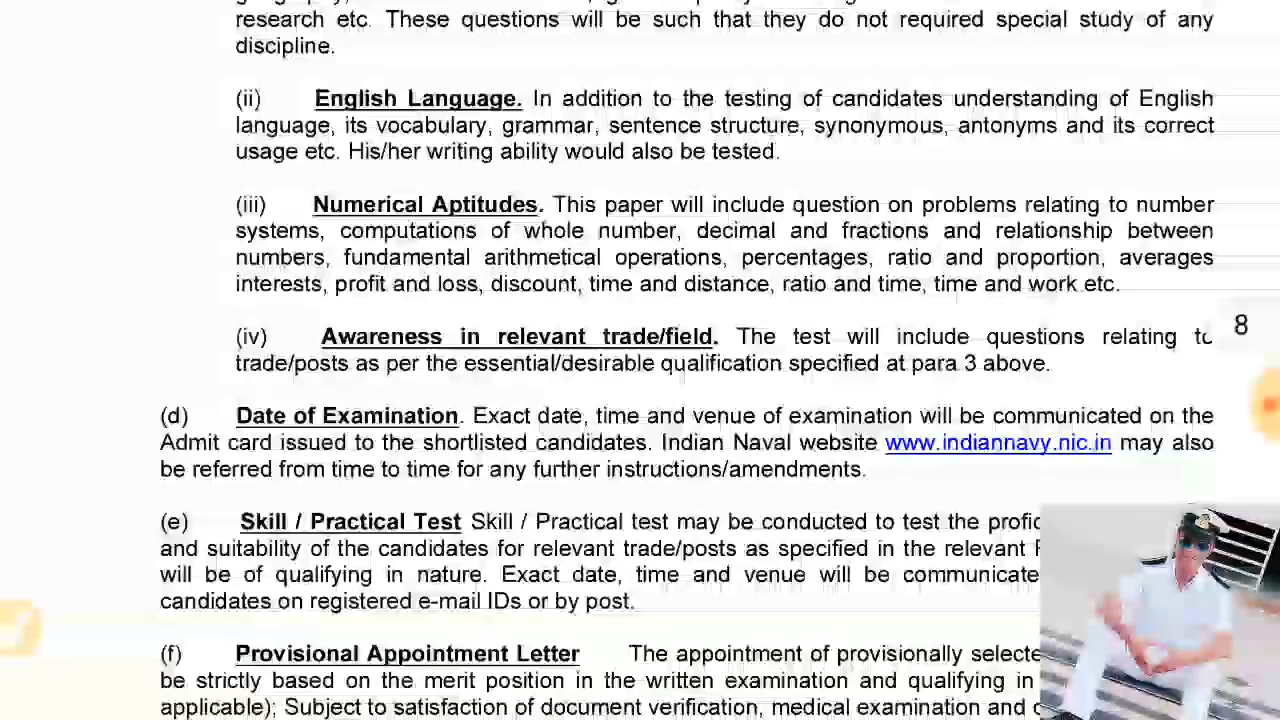 research etc. These questions will be such that they do not required special study of any
discipline.
(ii) English Language. In addition to the testing of candidates understanding of English
language, its vocabulary, grammar, sentence structure, synonymous, antonyms and its correct
usage etc. His/her writing ability would also be tested.
(iii) Numerical Aptitudes. This paper will include question on problems relating to number
systems, computations of whole number, decimal and fractions and relationship between
numbers, fundamental arithmetical operations, percentages, ratio and proportion, averages
interests, profit and loss, discount, time and distance, ratio and time, time and work etc.
8
(iv) Awareness in relevant trade/field. The test will include questions relating to
trade/posts as per the essential/desirable qualification specified at para 3 above.
(d) Date of Examination. Exact date, time and venue of examination will be communicated on the
Admit card issued to the shortlisted candidates. Indian Naval website www.indiannavy.nic.in may also
be referred from time to time for any further instructions/amendments.
(e) Skill / Practical Test Skill / Practical test may be conducted to test the
and suitability of the candidates for relevant trade/posts as specified in the relevant
will be of qualifying in nature. Exact date, time and venue will be
candidates on registered e-mail IDs or by post.
(f) Provisional Appointment Letter The appointment of provisionally
be strictly based on the merit position in the written examination and qualifying in
applicable); Subject to satisfaction of document verification, medical examination and